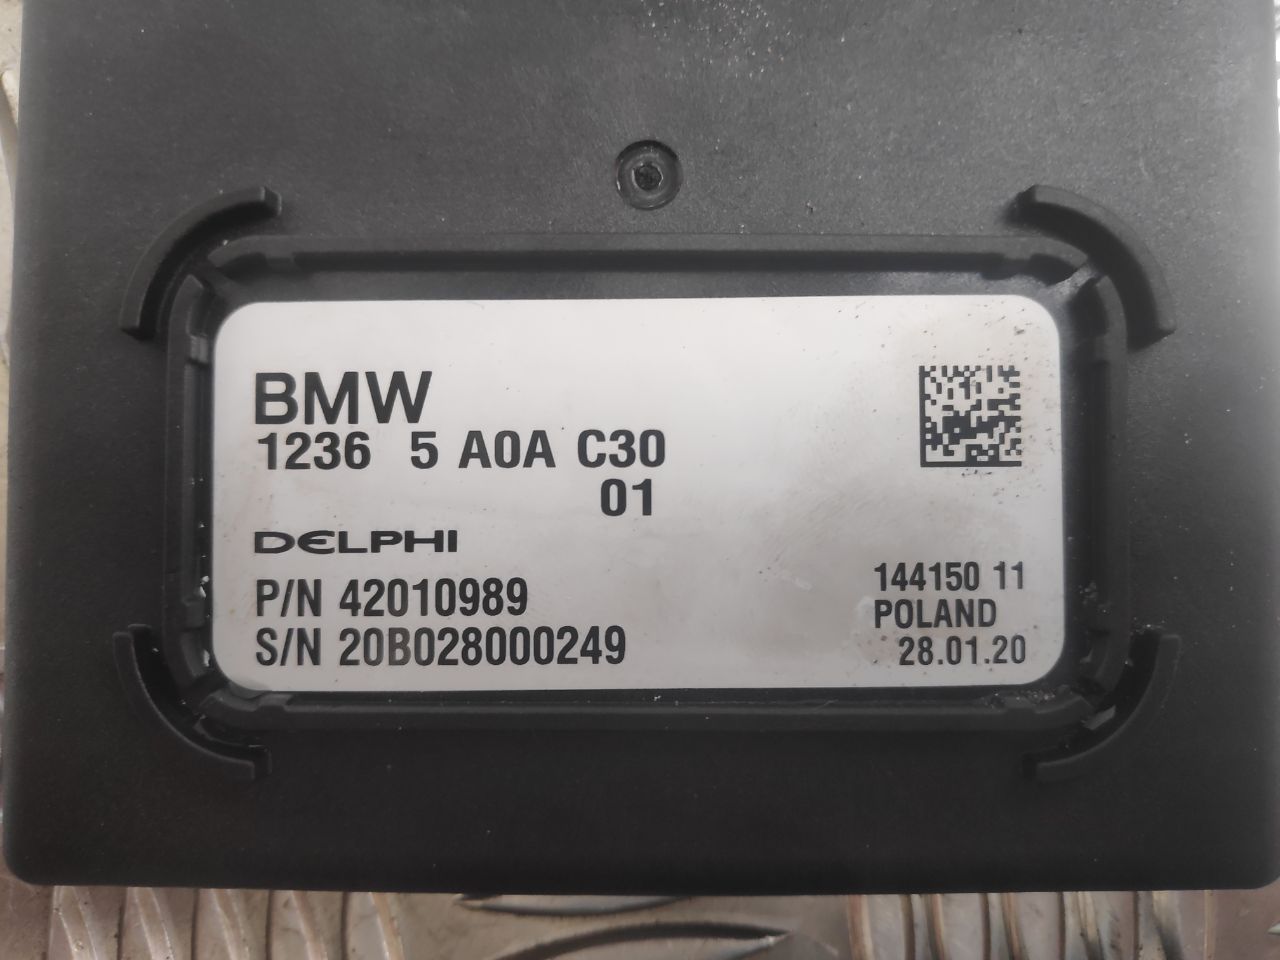 BMW
1236 5 A0A C30
01
DELPHI
P/N 42010989
S/N 20B028000249
144150 11
POLAND
28.01.20